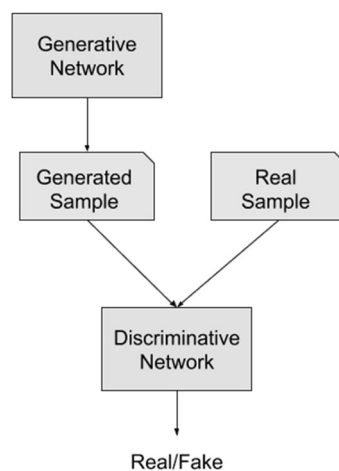 Generative
Network
Generated
Sample
Real
Sample
Discriminative
Network
Real/Fake